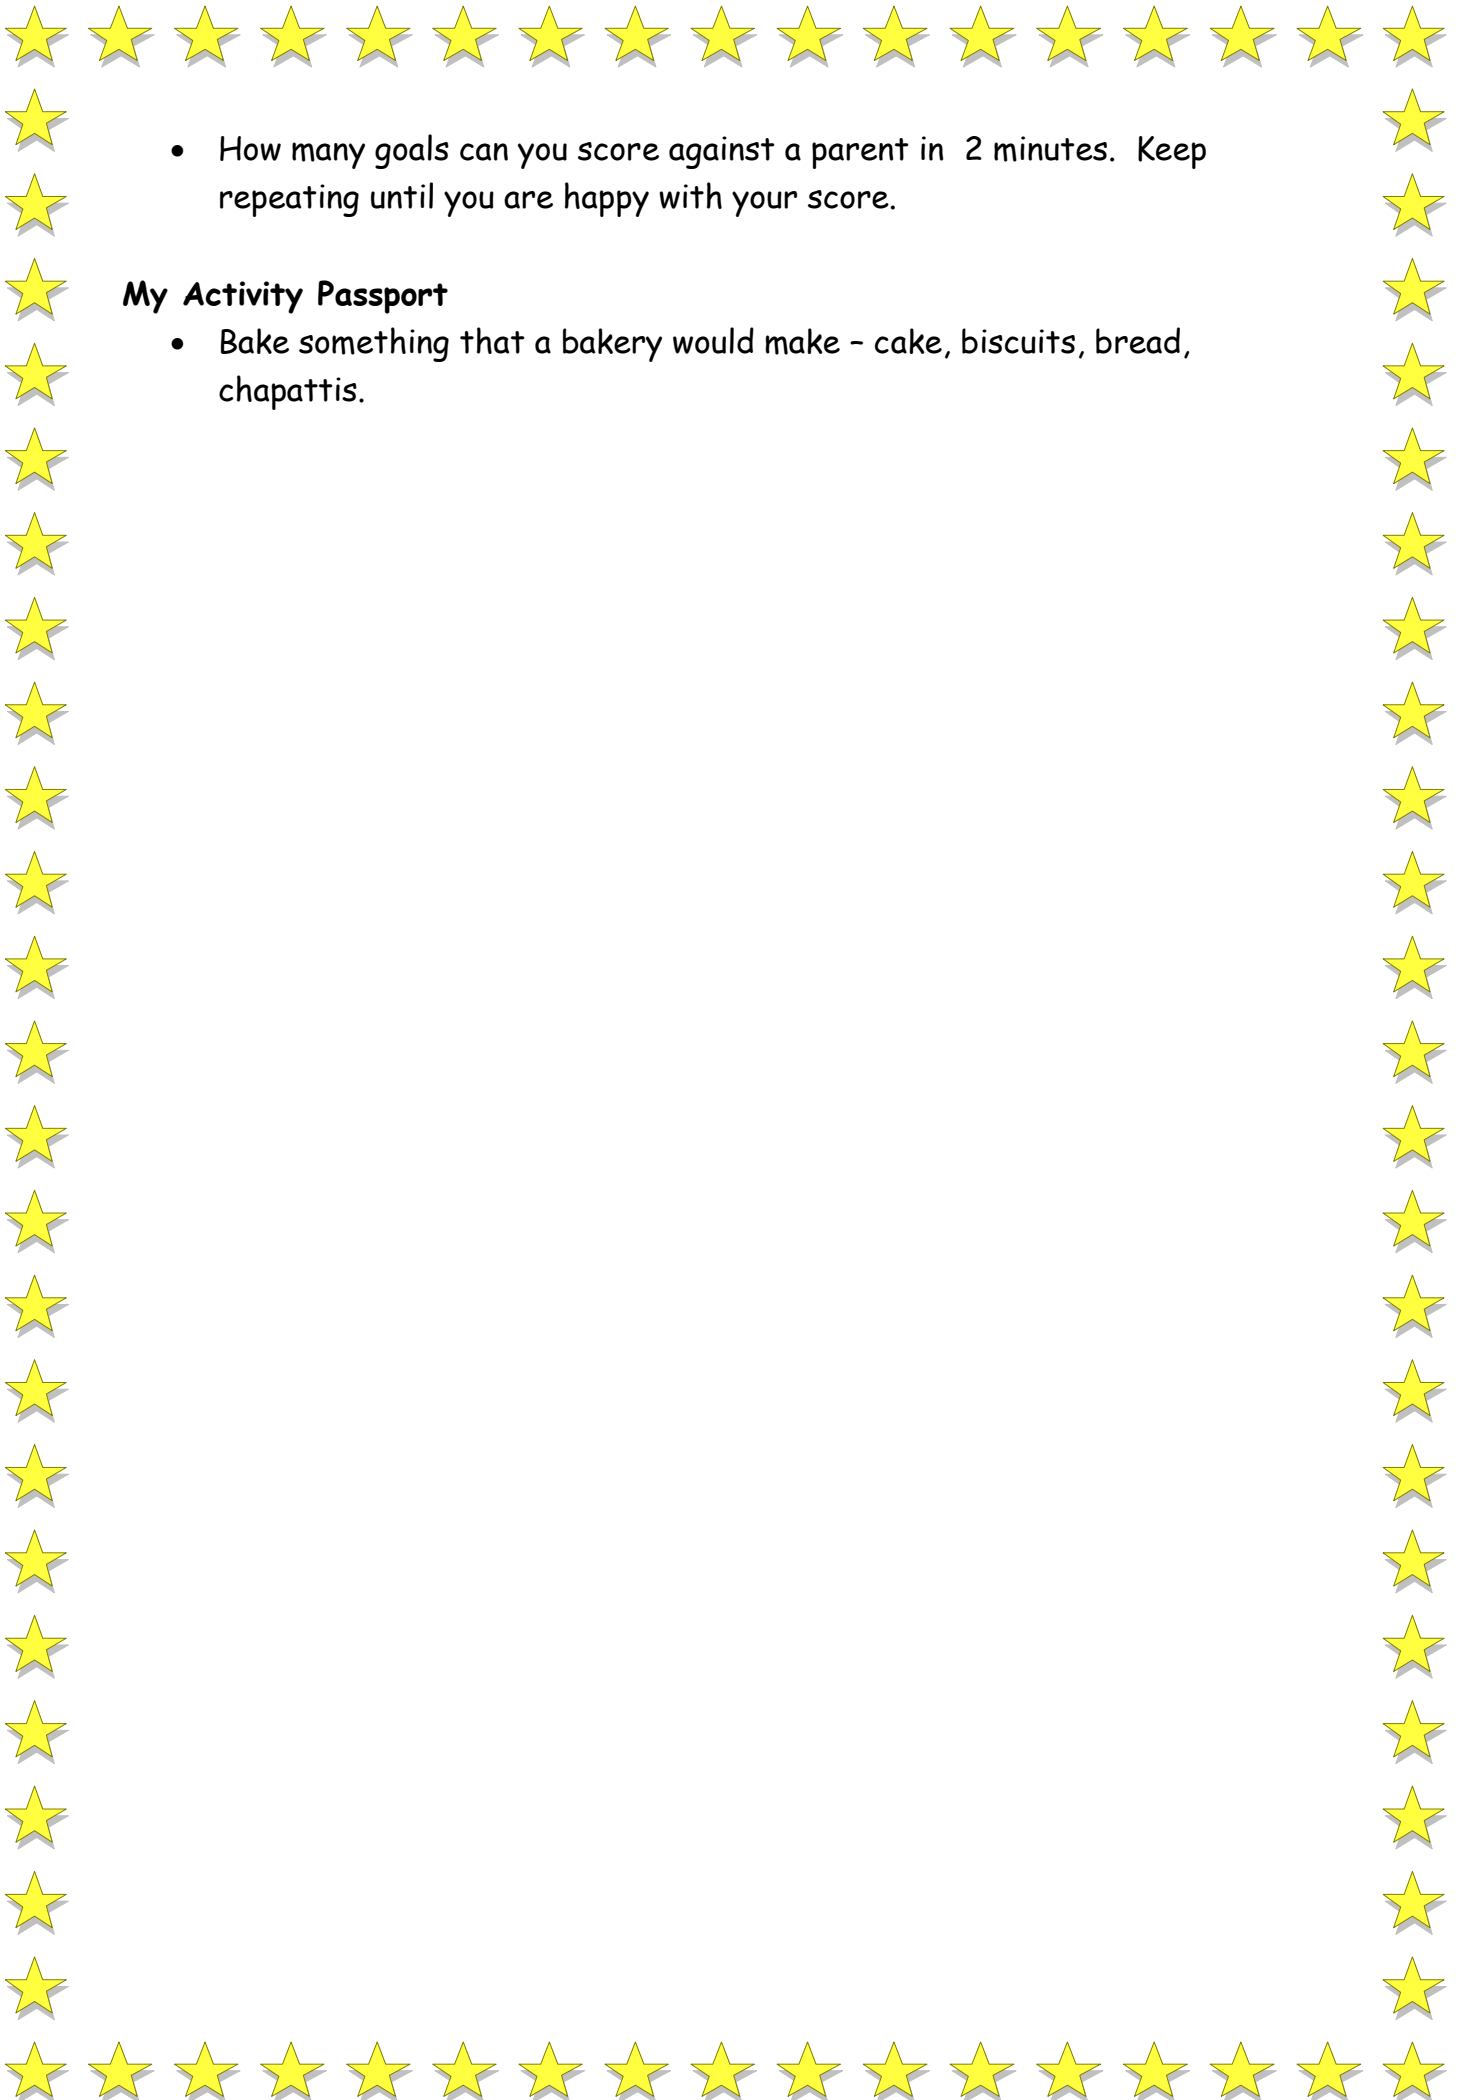 • How many goals can you score against a parent in  2 minutes.  Keep
repeating until you are happy with your score.
My Activity Passport
• Bake something that a bakery would make – cake, biscuits, bread,
chapattis.